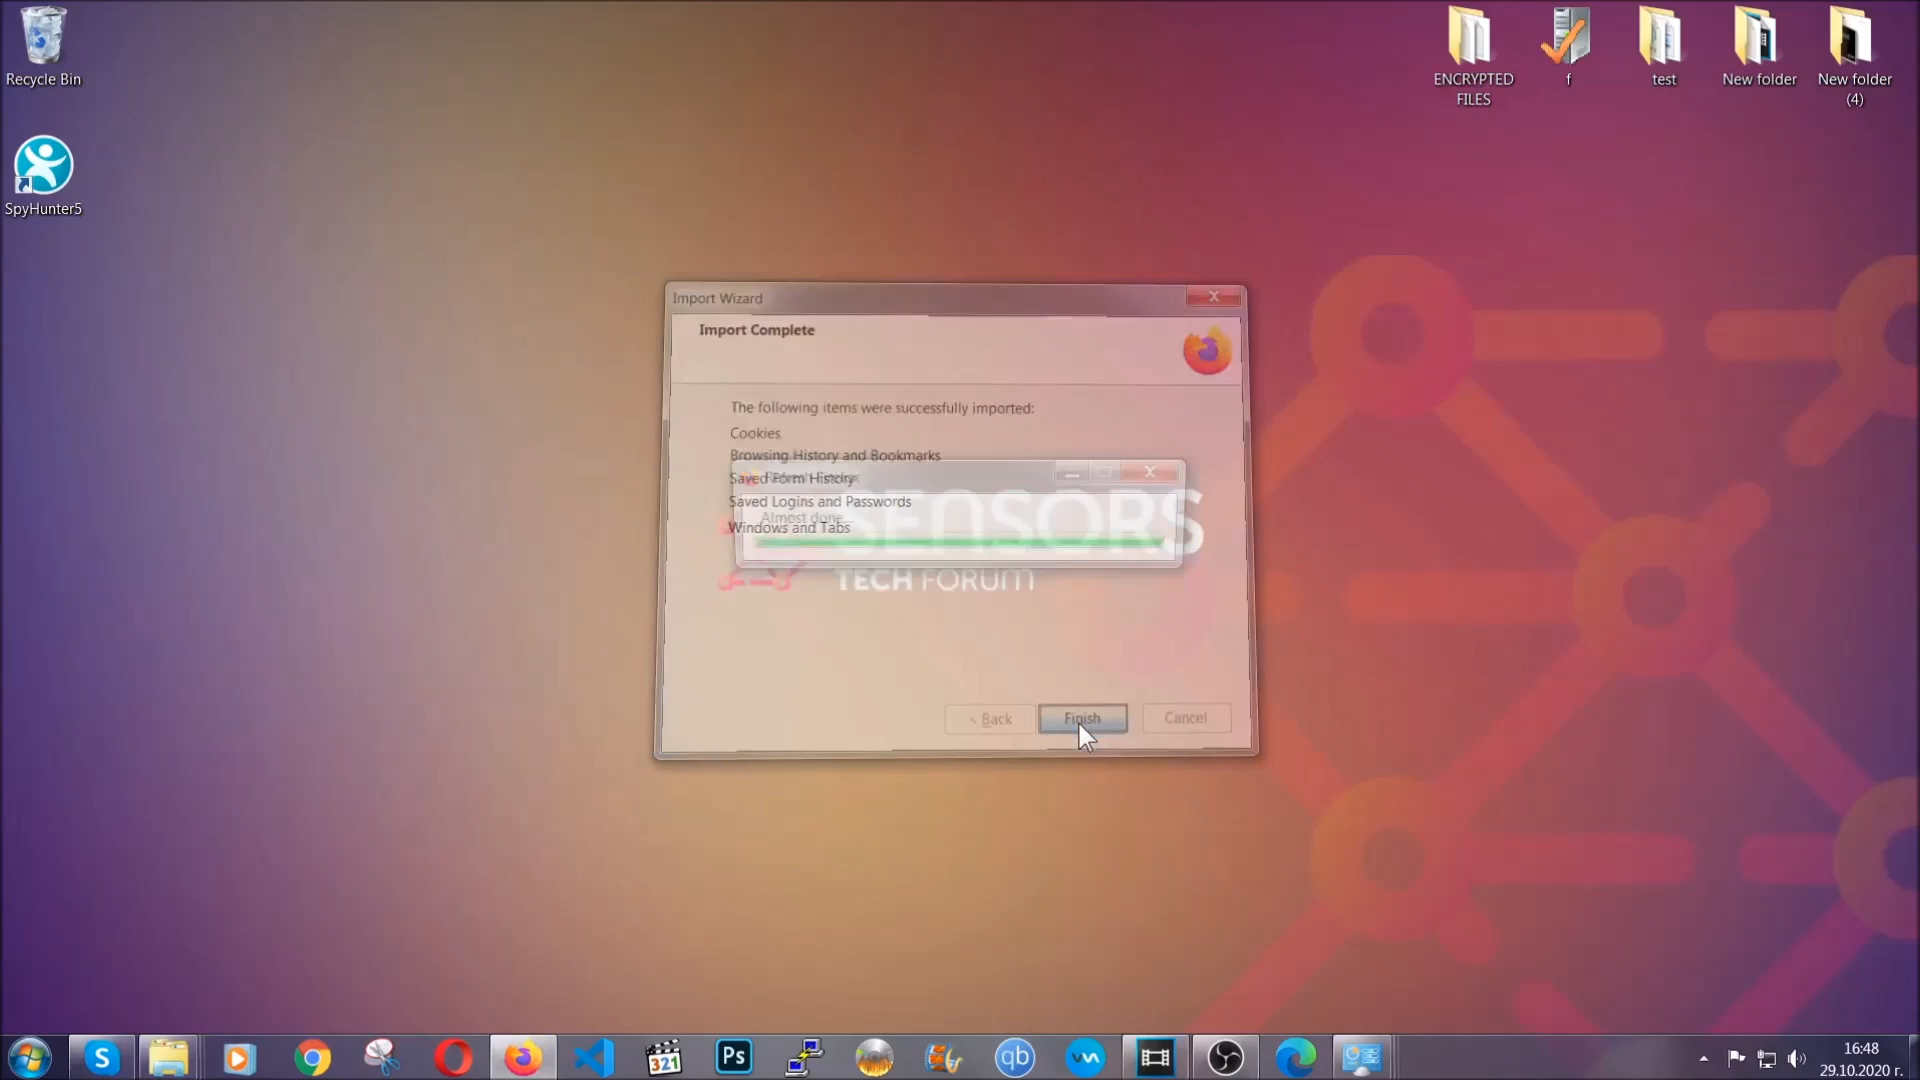 Recycle Bin
SpyHunter5
ENCRYPTED
FILES
f
test
New folder
New folder
(4)
Import Wizard
Import Complete
The following items were successfully imported:
Cookies
Browsing History and Bookmarks
Saved Form History
Saved Logins and Passwords
Almost done
Windows and Tabs
SENSORS
TECH FORUM
< Back
Finish
Cancel
S
321
Ps
qb
16:48
29.10.2020 г.